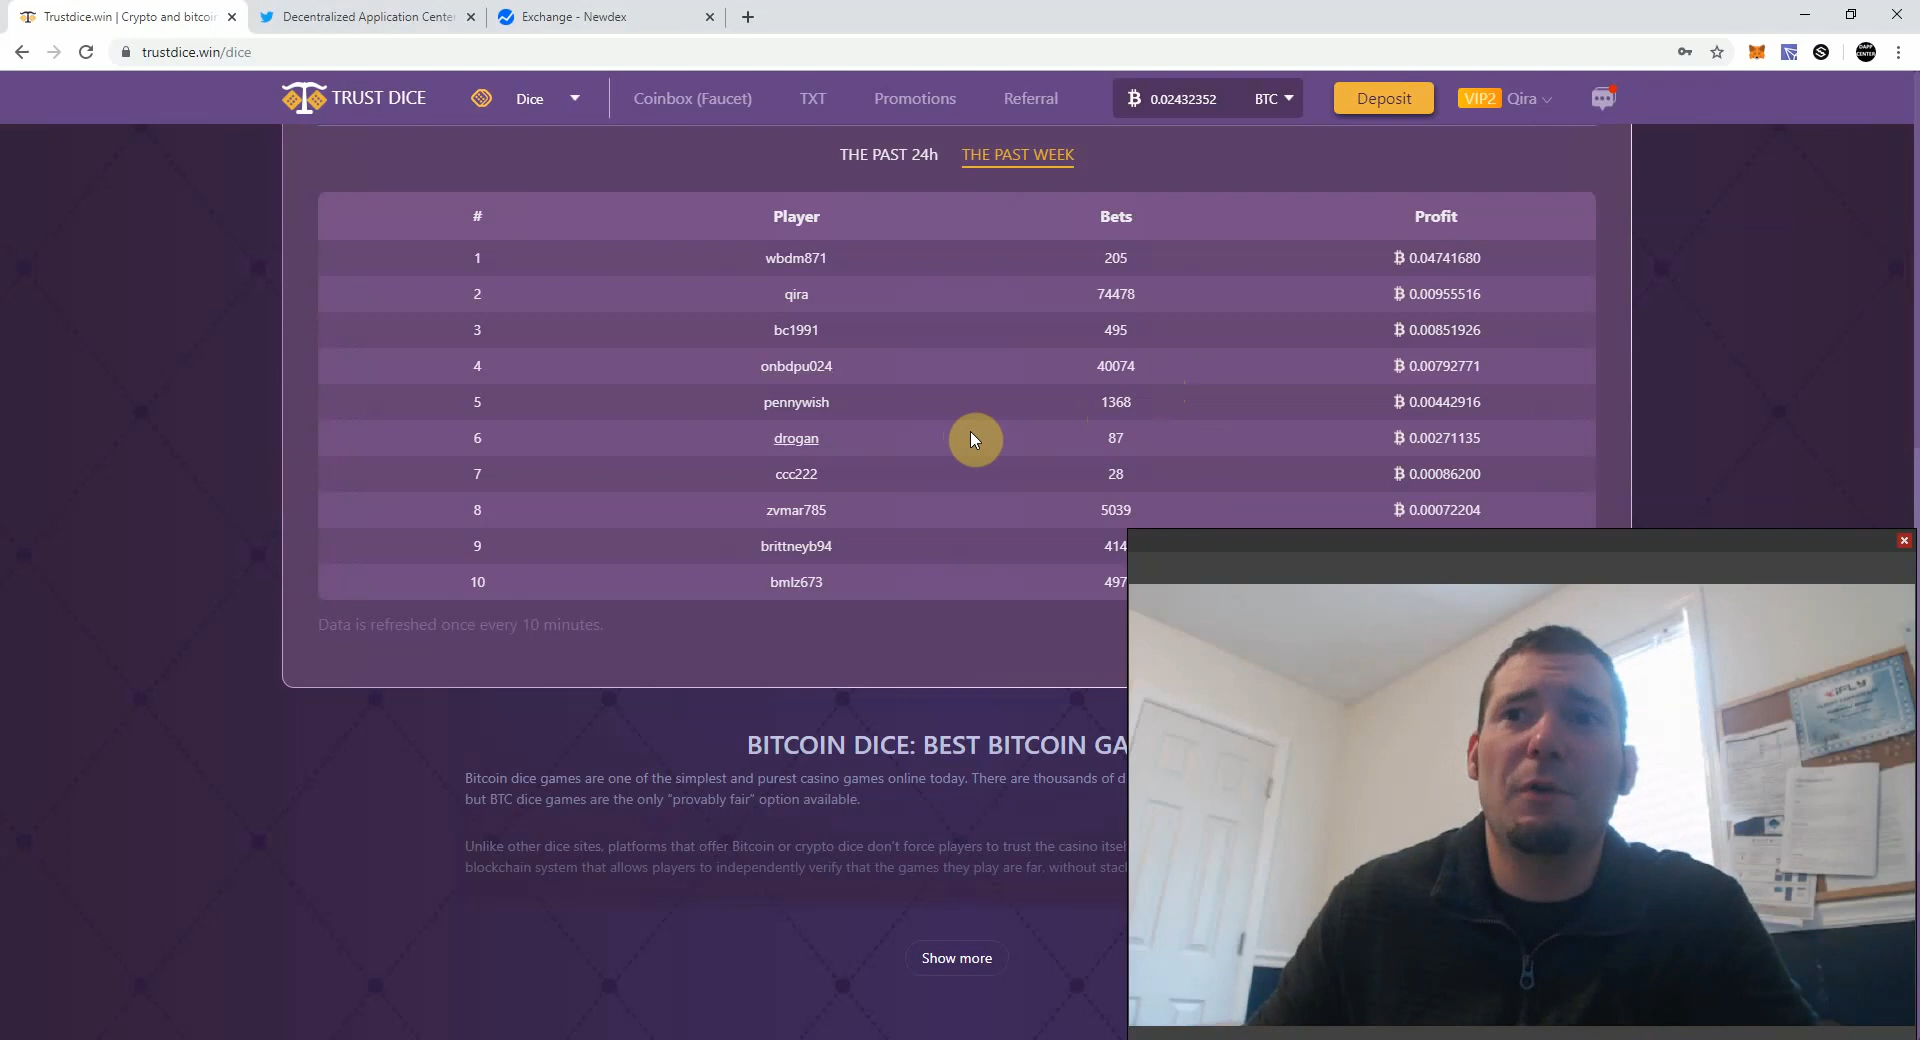 Trustdice.win | Crypto and bitcoin
Decentralized Application Center
Exchange - Newdex
trustdice.win/dice
DAPP CENTER
TRUST DICE
Dice
Coinbox (Faucet)
TXT
Promotions
Referral
0.02432352
BTC
Deposit
VIP2 Qira
THE PAST 24h THE PAST WEEK
# Player Bets Profit
1 wbdm871 205 ₿ 0.04741680
2 qira 74478 ₿ 0.00955516
3 bc1991 495 ₿ 0.00851926
4 onbdpu024 40074 ₿ 0.00792771
5 pennywish 1368 ₿ 0.00442916
6 drogan 87 ₿ 0.00271135
7 ccc222 28 ₿ 0.00086200
8 zvmar785 5039 ₿ 0.00072204
9 brittneyb94 414
10 bmlz673 497
Data is refreshed once every 10 minutes.
BITCOIN DICE: BEST BITCOIN GA
Bitcoin dice games are one of the simplest and purest casino games online today. There are thousands of d
but BTC dice games are the only “provably fair” option available.
Unlike other dice sites, platforms that offer Bitcoin or crypto dice don't force players to trust the casino itsel
blockchain system that allows players to independently verify that the games they play are far, without stac
Show more
iFLY